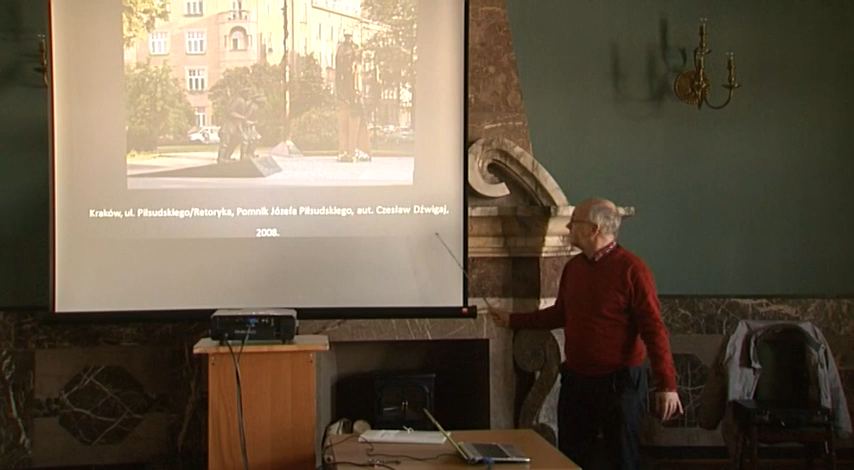 Kraków, ul. Piłsudskiego/Retoryka, Pomnik Józefa Piłsudskiego, aut. Czesław Dźwigaj,
2008.